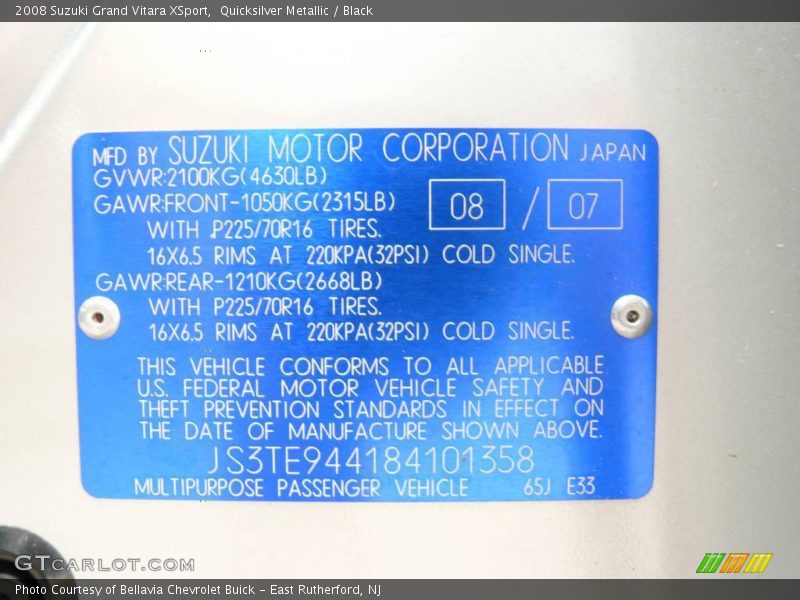 2008 Suzuki Grand Vitara XSport,  Quicksilver Metallic / Black
MFD BY SUZUKI MOTOR CORPORATION JAPAN
GVWR:2100KG(4630LB)
GAWR:FRONT-1050KG(2315LB) 08 / 07
WITH P225/70R16 TIRES.
16X6.5 RIMS AT 220KPA(32PSI) COLD SINGLE.
GAWR:REAR-1210KG(2668LB)
WITH P225/70R16 TIRES.
16X6.5 RIMS AT 220KPA(32PSI) COLD SINGLE.
THIS VEHICLE CONFORMS TO ALL APPLICABLE
U.S. FEDERAL MOTOR VEHICLE SAFETY AND
THEFT PREVENTION STANDARDS IN EFFECT ON
THE DATE OF MANUFACTURE SHOWN ABOVE.
JS3TE944184101358
MULTIPURPOSE PASSENGER VEHICLE 65J E33
GTCARLOT.COM
Photo Courtesy of Bellavia Chevrolet Buick – East Rutherford, NJ